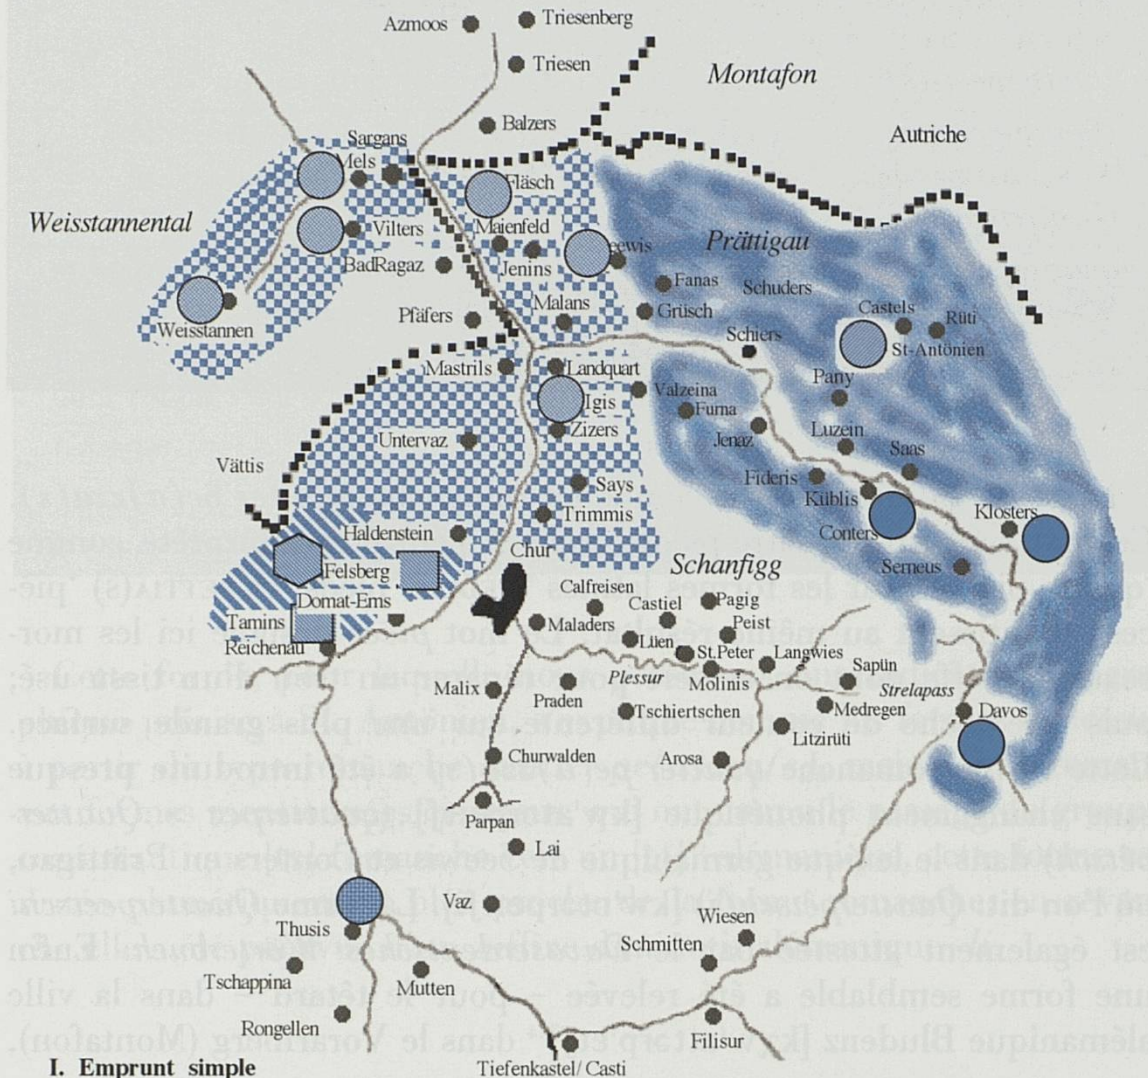 Azmoos
Triesenberg
Triesen
Montafon
Balzers
Autriche
Sargans
Mels
Fläsch
Weisstannental
Vilters
Maienfeld
Prättigau
eewis
BadRagaz
Jenins
Fanas
Schuders
Malans
Castels
Rüti
Weisstannen
Pfäfers
Grüsch
Schiers
St-Antönien
Mastrils
Landquart
Pany
Valzeina
Igis
Furna
Zizers
Jenaz
Luzein
Untervaz
Saas
Vättis
Says
Fideris
Küblis
Trimmis
Klosters
Haldenstein
Conters
Chur
Schanfigg
Serneus
Felsberg
Calfreisen
Domat-Ems
Castiel
Pagig
Tamins
Maladers
Peist
Reichenau
Lüen
St.Peter
Langwies
Plessur
Molinis
Sapün
Malix
Praden
Strelapass
Tschiertschen
Medregen
Davos
Litzirüti
Churwalden
Arosa
Parpan
Lai
Vaz
Wiesen
Thusis
Schmitten
Tschappina
Mutten
Rongellen
Filisur
I. Emprunt simple
Tiefenkastel/ Casti